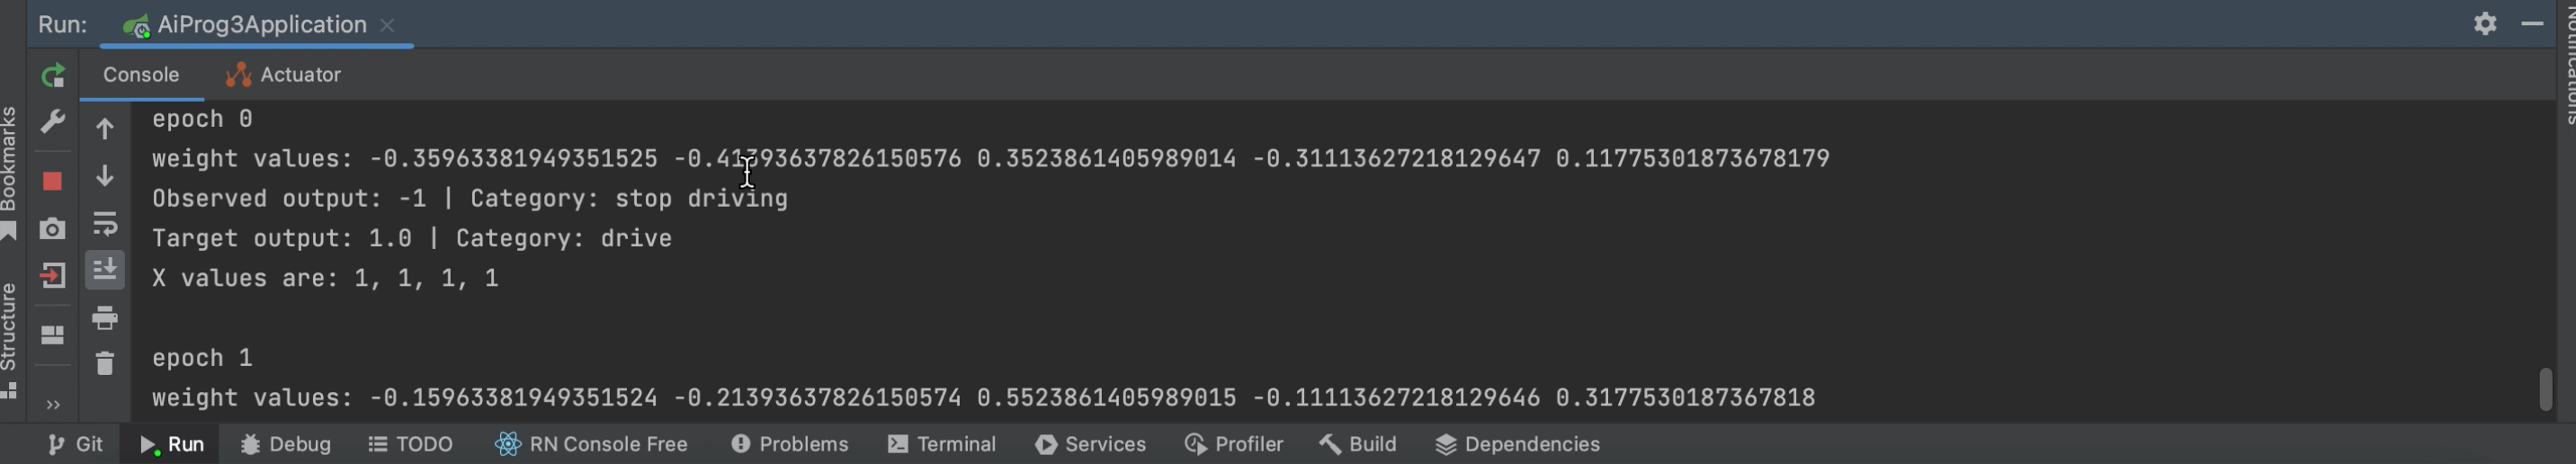 Run: AiProg3Application
Console Actuator
epoch 0
weight values: -0.35963381949351525 -0.41393637826150576 0.3523861405989014 -0.31113627218129647 0.11775301873678179
Observed output: -1 | Category: stop driving
Target output: 1.0 | Category: drive
X values are: 1, 1, 1, 1
epoch 1
weight values: -0.15963381949351524 -0.21393637826150574 0.5523861405989015 -0.11113627218129646 0.3177530187367818
Bookmarks
Structure
Notifications
Git Run Debug TODO RN Console Free Problems Terminal Services Profiler Build Dependencies